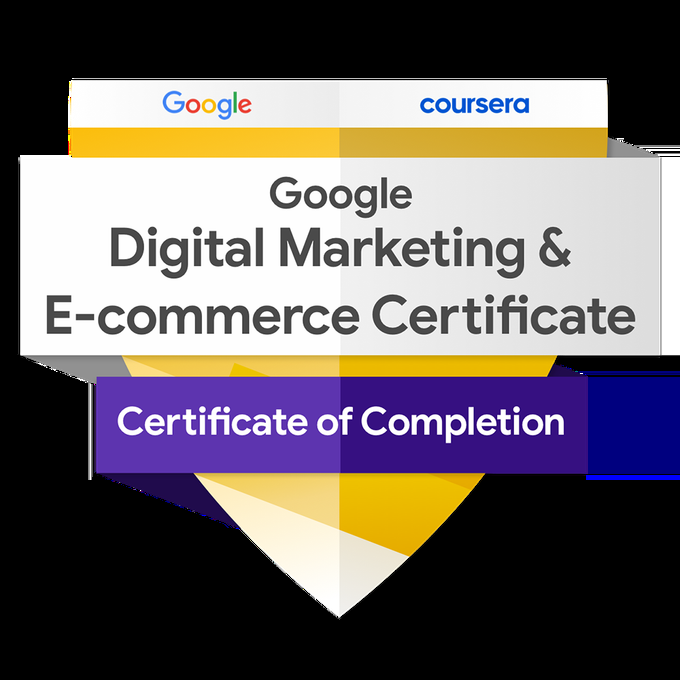 Google
coursera
Google
Digital Marketing &
E-commerce Certificate
Certificate of Completion